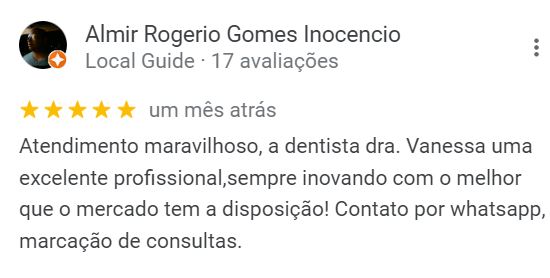 Almir Rogerio Gomes Inocencio
Local Guide · 17 avaliações
um mês atrás
Atendimento maravilhoso, a dentista dra. Vanessa uma
excelente profissional,sempre inovando com o melhor
que o mercado tem a disposição! Contato por whatsapp,
marcação de consultas.